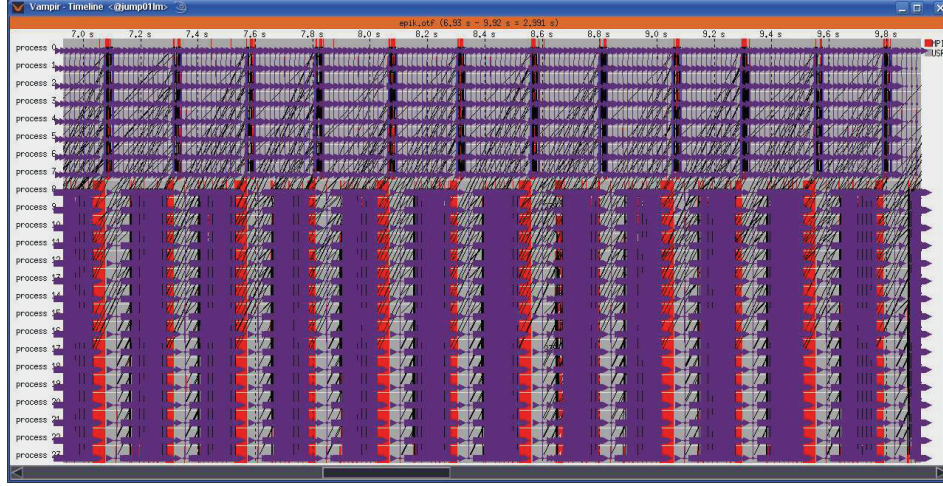 Vampir - Timeline <@jump01lm>
epik.otf (6.93 s - 9.92 s = 2.991 s)
7.0 s 7.2 s 7.4 s 7.6 s 7.8 s 8.0 s 8.2 s 8.4 s 8.6 s 8.8 s 9.0 s 9.2 s 9.4 s 9.6 s 9.8 s
process 0
MPI
process 1
process 2
process 3
process 4
process 5
process 6
process 7
process 8
process 9
process 10
process 11
process 12
process 13
process 14
process 15
process 16
process 17
process 18
process 19
process 20
process 21
process 22
process 23